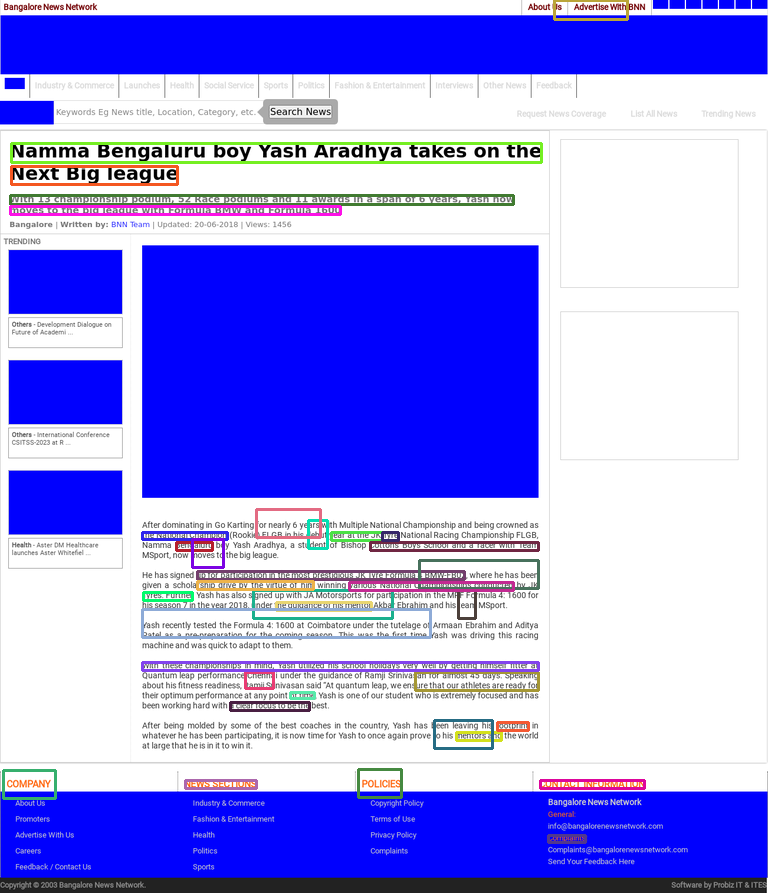 Bangalore News Network
About Us
Advertise With BNN
Industry & Commerce
Launches
Health
Social Service
Sports
Politics
Fashion & Entertainment
Interviews
Other News
Feedback
Keywords Eg News title, Location, Category, etc.
Search News
Request News Coverage
List All News
Trending News
Namma Bengaluru boy Yash Aradhya takes on the
Next Big league
With 13 championship podium, 52 Race podiums and 11 awards in a span of 6 years, Yash now
moves to the big league with Formula BMW and Formula 1600
Bangalore | Written by: BNN Team | Updated: 20-06-2018 | Views: 1456
TRENDING
Others - Development Dialogue on
Future of Academi ...
Others - International Conference
CSITSS-2023 at R ...
Health - Aster DM Healthcare
launches Aster Whitefiel ...
After dominating in Go Karting for nearly 6 years with Multiple National Championship and being crowned as
the National Champion (Rookie) FLGB in his debut year at the JK Tyre National Racing Championship FLGB,
Namma Bengaluru boy Yash Aradhya, a student of Bishop Cottons Boys School and a racer with Team
MSport, now moves to the big league.
He has signed up for participation in the most prestigious JK Tyre Formula BMW-FB02, where he has been
given a scholarship drive by the virtue of him winning various National Championships conducted by JK
Tyres. Further, Yash has also signed up with JA Motorsports for participation in the MRF Formula 4: 1600 for
his season 7 in the year 2018, under the guidance of his mentor Akbar Ebrahim and his team MSport.
Yash recently tested the Formula 4: 1600 at Coimbatore under the tutelage of Armaan Ebrahim and Aditya
Patel as a pre-preparation for the coming season. This was the first time Yash was driving this racing
machine and was quick to adapt to them.
With these championships in mind, Yash utilized his school holidays very well by getting himself fitter at
Quantum leap performance Chennai under the guidance of Ramji Srinivasan for almost 45 days. Speaking
about his fitness readiness, Ramji Srinivasan said "At quantum leap, we ensure that our athletes are ready for
their optimum performance at any point of time. Yash is one of our student who is extremely focused and has
been working hard with a clear focus to be the best.
After being molded by some of the best coaches in the country, Yash has been leaving his footprint in
whatever he has been participating, it is now time for Yash to once again prove to his mentors and the world
at large that he is in it to win it.
COMPANY
NEWS SECTIONS
POLICIES
CONTACT INFORMATION
About Us
Industry & Commerce
Copyright Policy
Bangalore News Network
Promoters
Fashion & Entertainment
Terms of Use
General:
info@bangalorenewsnetwork.com
Advertise With Us
Health
Privacy Policy
Complaints:
Careers
Politics
Complaints
Complaints@bangalorenewsnetwork.com
Feedback / Contact Us
Sports
Send Your Feedback Here
Copyright © 2003 Bangalore News Network.
Software by Probiz IT & ITES